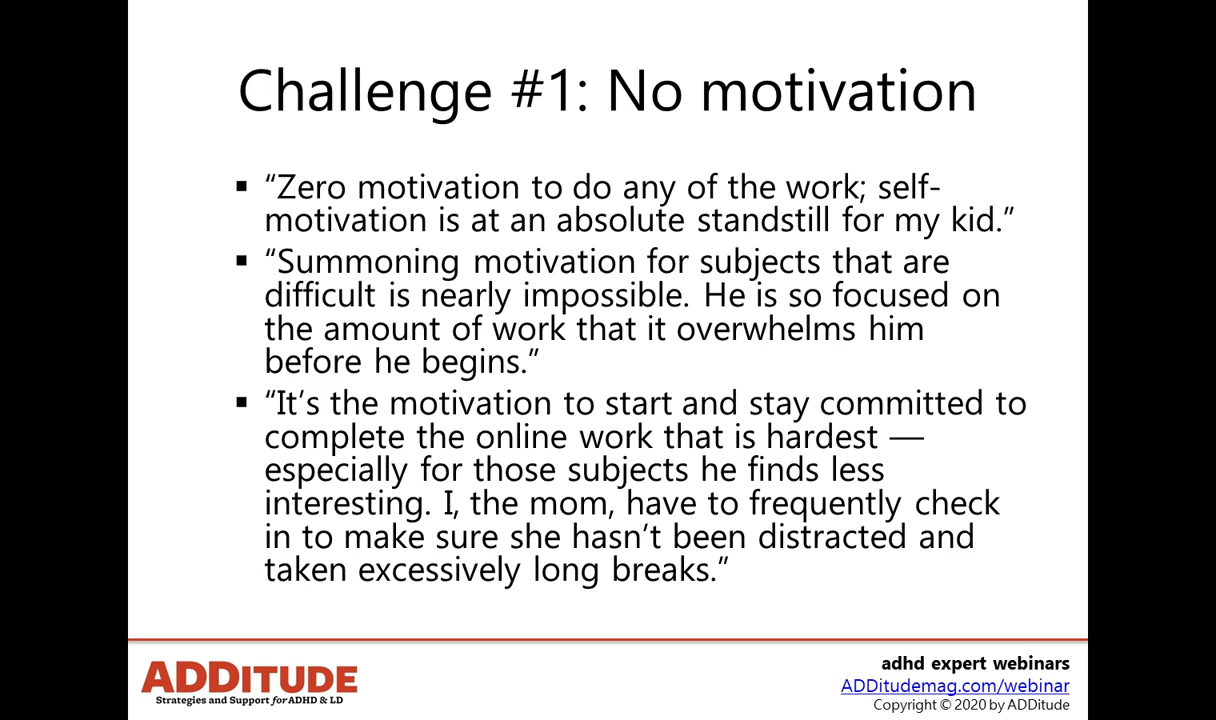 Challenge #1: No motivation
▪ “Zero motivation to do any of the work; self-
motivation is at an absolute standstill for my kid.”
▪ “Summoning motivation for subjects that are
difficult is nearly impossible. He is so focused on
the amount of work that it overwhelms him
before he begins.”
▪ “It’s the motivation to start and stay committed to
complete the online work that is hardest —
especially for those subjects he finds less
interesting. I, the mom, have to frequently check
in to make sure she hasn’t been distracted and
taken excessively long breaks.”
ADDITUDE
Strategies and Support for ADHD & LD
adhd expert webinars
ADDitudemag.com/webinar
Copyright © 2020 by ADDitude